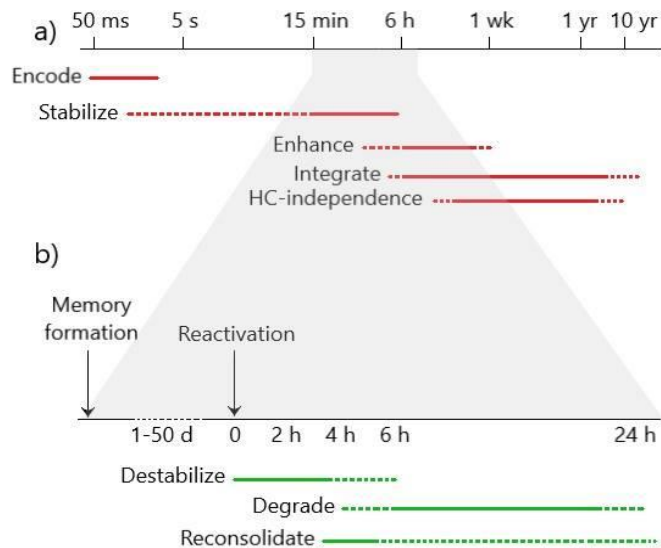 50 ms 5 s 15 min 6 h 1 wk 1 yr 10 yr
a)
Encode
Stabilize
Enhance
Integrate
HC-independence
b)
Memory
formation
Reactivation
1-50 d 0 2 h 4 h 6 h 24 h
Destabilize
Degrade
Reconsolidate